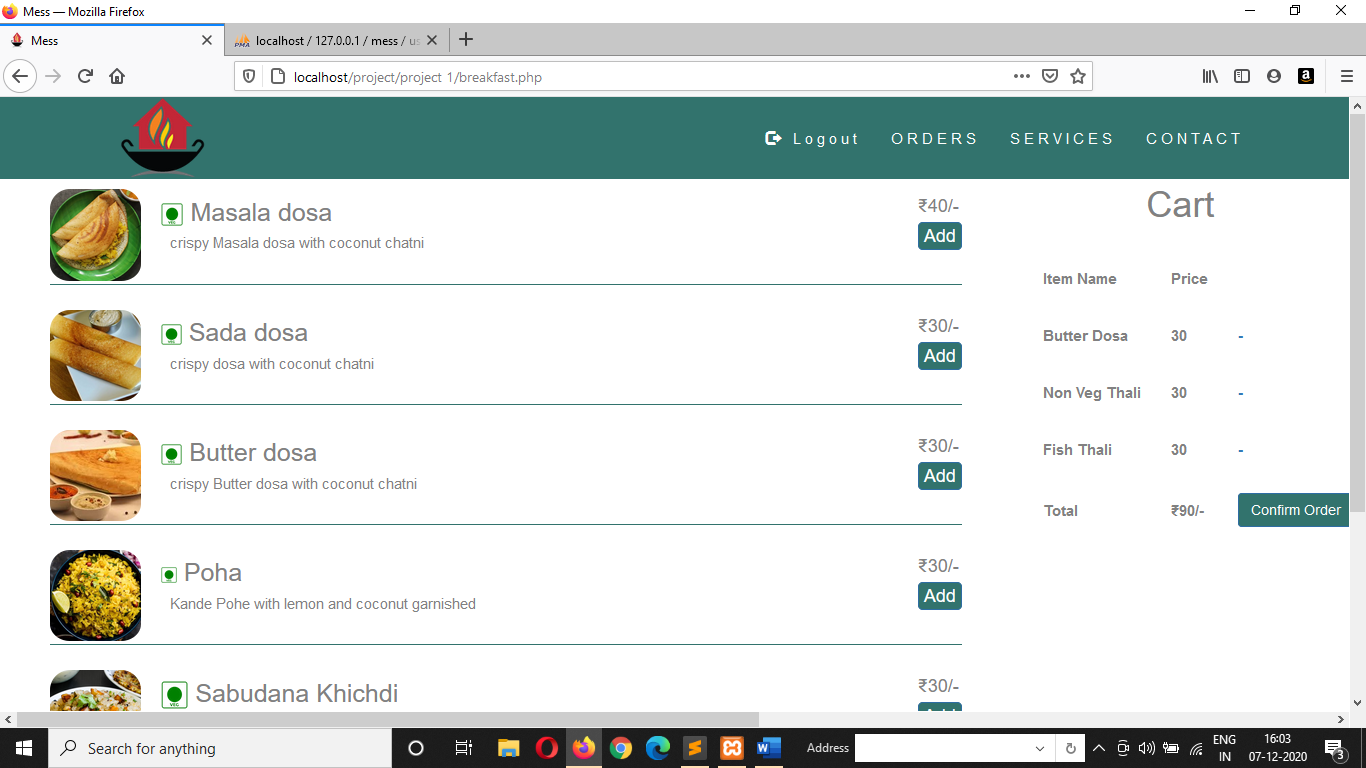 Mess — Mozilla Firefox
Mess
localhost / 127.0.0.1 / mess / us
localhost/project/project 1/breakfast.php
Logout ORDERS SERVICES CONTACT
Masala dosa
crispy Masala dosa with coconut chatni
₹40/-
Add
Sada dosa
crispy dosa with coconut chatni
₹30/-
Add
Butter dosa
crispy Butter dosa with coconut chatni
₹30/-
Add
Poha
Kande Pohe with lemon and coconut garnished
₹30/-
Add
VEG
Sabudana Khichdi
₹30/-
Add
Cart
Item Name Price
Butter Dosa 30 -
Non Veg Thali 30 -
Fish Thali 30 -
Total ₹90/- Confirm Order
Search for anything
Address
ENG
IN
16:03
07-12-2020
3